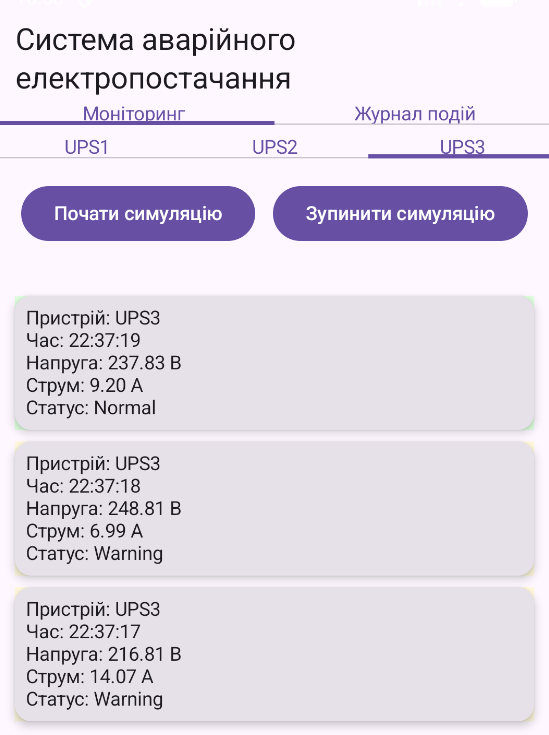 Система аварійного
електропостачання
Моніторинг Журнал подій
UPS1 UPS2 UPS3
Почати симуляцію Зупинити симуляцію
Пристрій: UPS3
Час: 22:37:19
Напруга: 237.83 В
Струм: 9.20 А
Статус: Normal
Пристрій: UPS3
Час: 22:37:18
Напруга: 248.81 В
Струм: 6.99 А
Статус: Warning
Пристрій: UPS3
Час: 22:37:17
Напруга: 216.81 В
Струм: 14.07 А
Статус: Warning